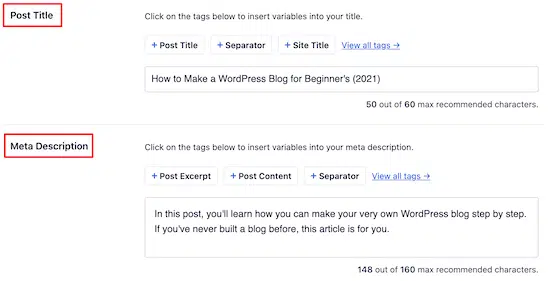 Post Title
Click on the tags below to insert variables into your title.
+ Post Title + Separator + Site Title View all tags →
How to Make a WordPress Blog for Beginner's (2021)
50 out of 60 max recommended characters.
Meta Description
Click on the tags below to insert variables into your meta description.
+ Post Excerpt + Post Content + Separator View all tags →
In this post, you'll learn how you can make your very own WordPress blog step by step.
If you've never built a blog before, this article is for you.
148 out of 160 max recommended characters.